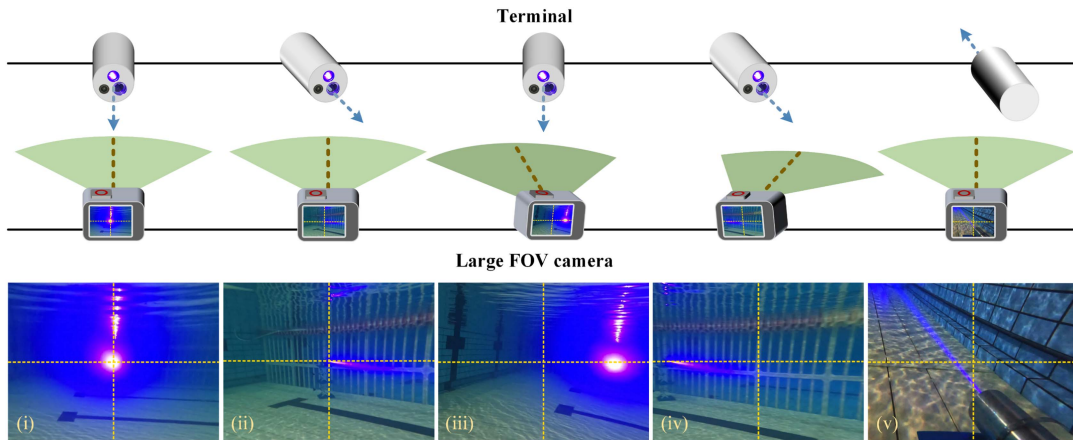 Terminal
Large FOV camera
(i)
(ii)
(iii)
(iv)
(v)